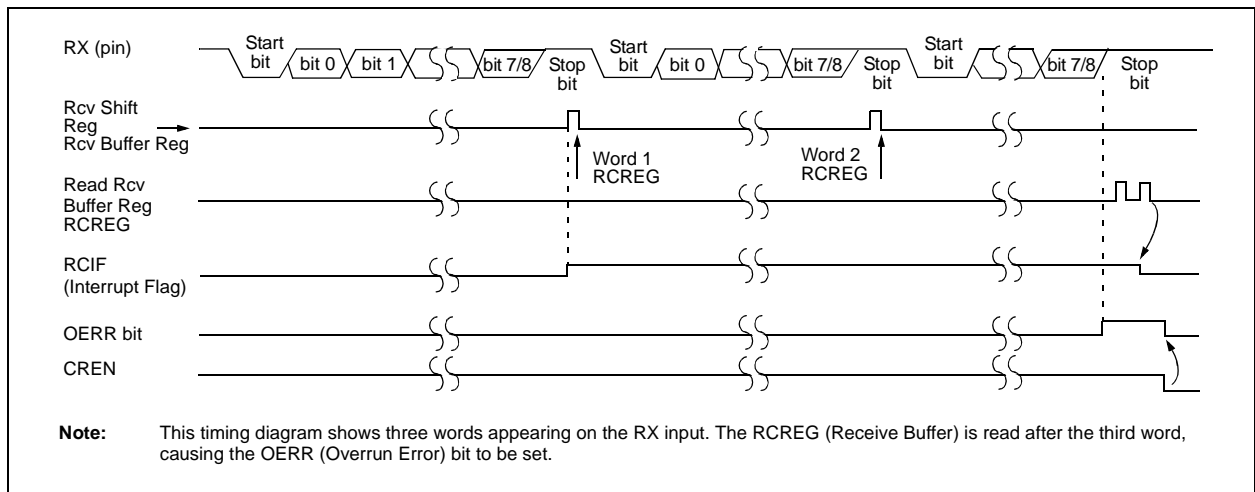 RX (pin)
Start bit
bit 0
bit 1
bit 7/8
Stop bit
Start bit
bit 0
bit 7/8
Stop bit
Start bit
bit 7/8
Stop bit
Rcv Shift
Reg
Rcv Buffer Reg
Word 1
RCREG
Word 2
RCREG
Read Rcv
Buffer Reg
RCREG
RCIF
(Interrupt Flag)
OERR bit
CREN
Note: This timing diagram shows three words appearing on the RX input. The RCREG (Receive Buffer) is read after the third word,
causing the OERR (Overrun Error) bit to be set.